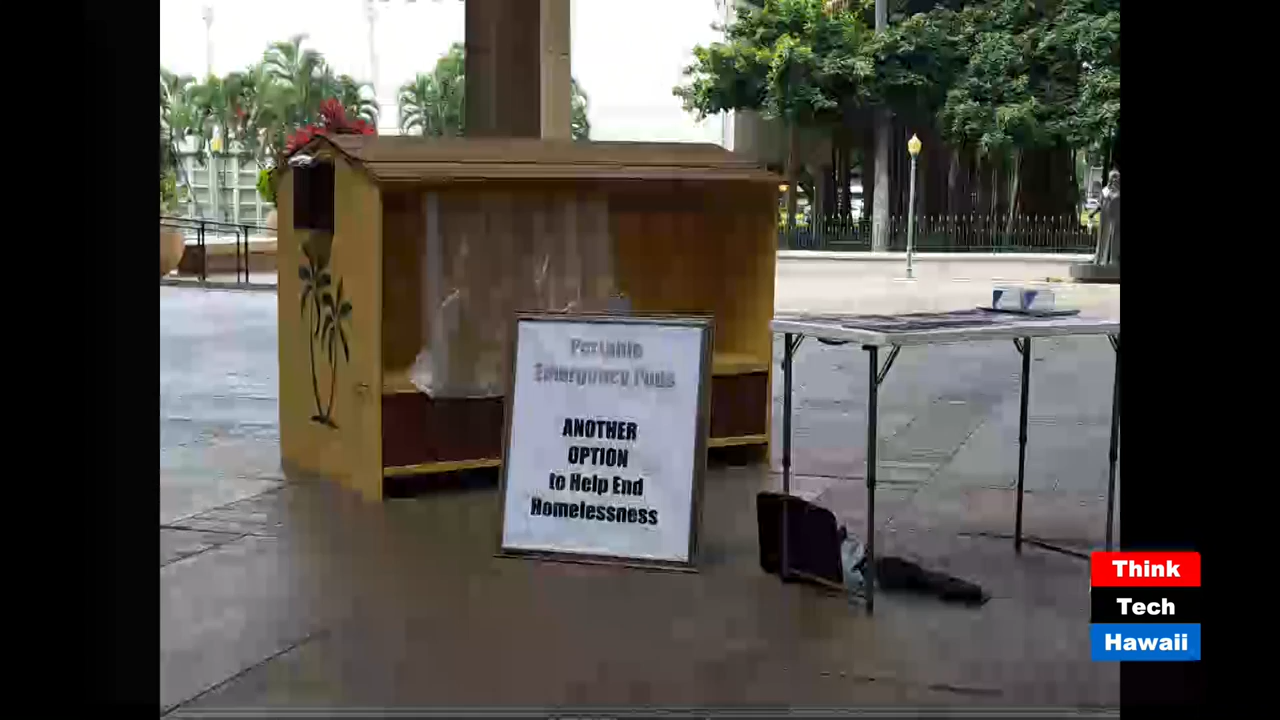 Portable
Emergency Pods
ANOTHER
OPTION
to Help End
Homelessness
Think
Tech
Hawaii